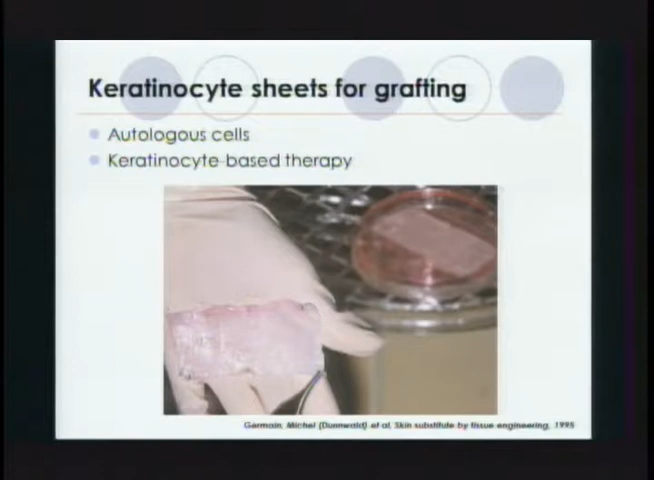 Keratinocyte sheets for grafting
Autologous cells
Keratinocyte-based therapy
Germain, Michel (Dunnwald) et al, Skin substitute by tissue engineering, 1995